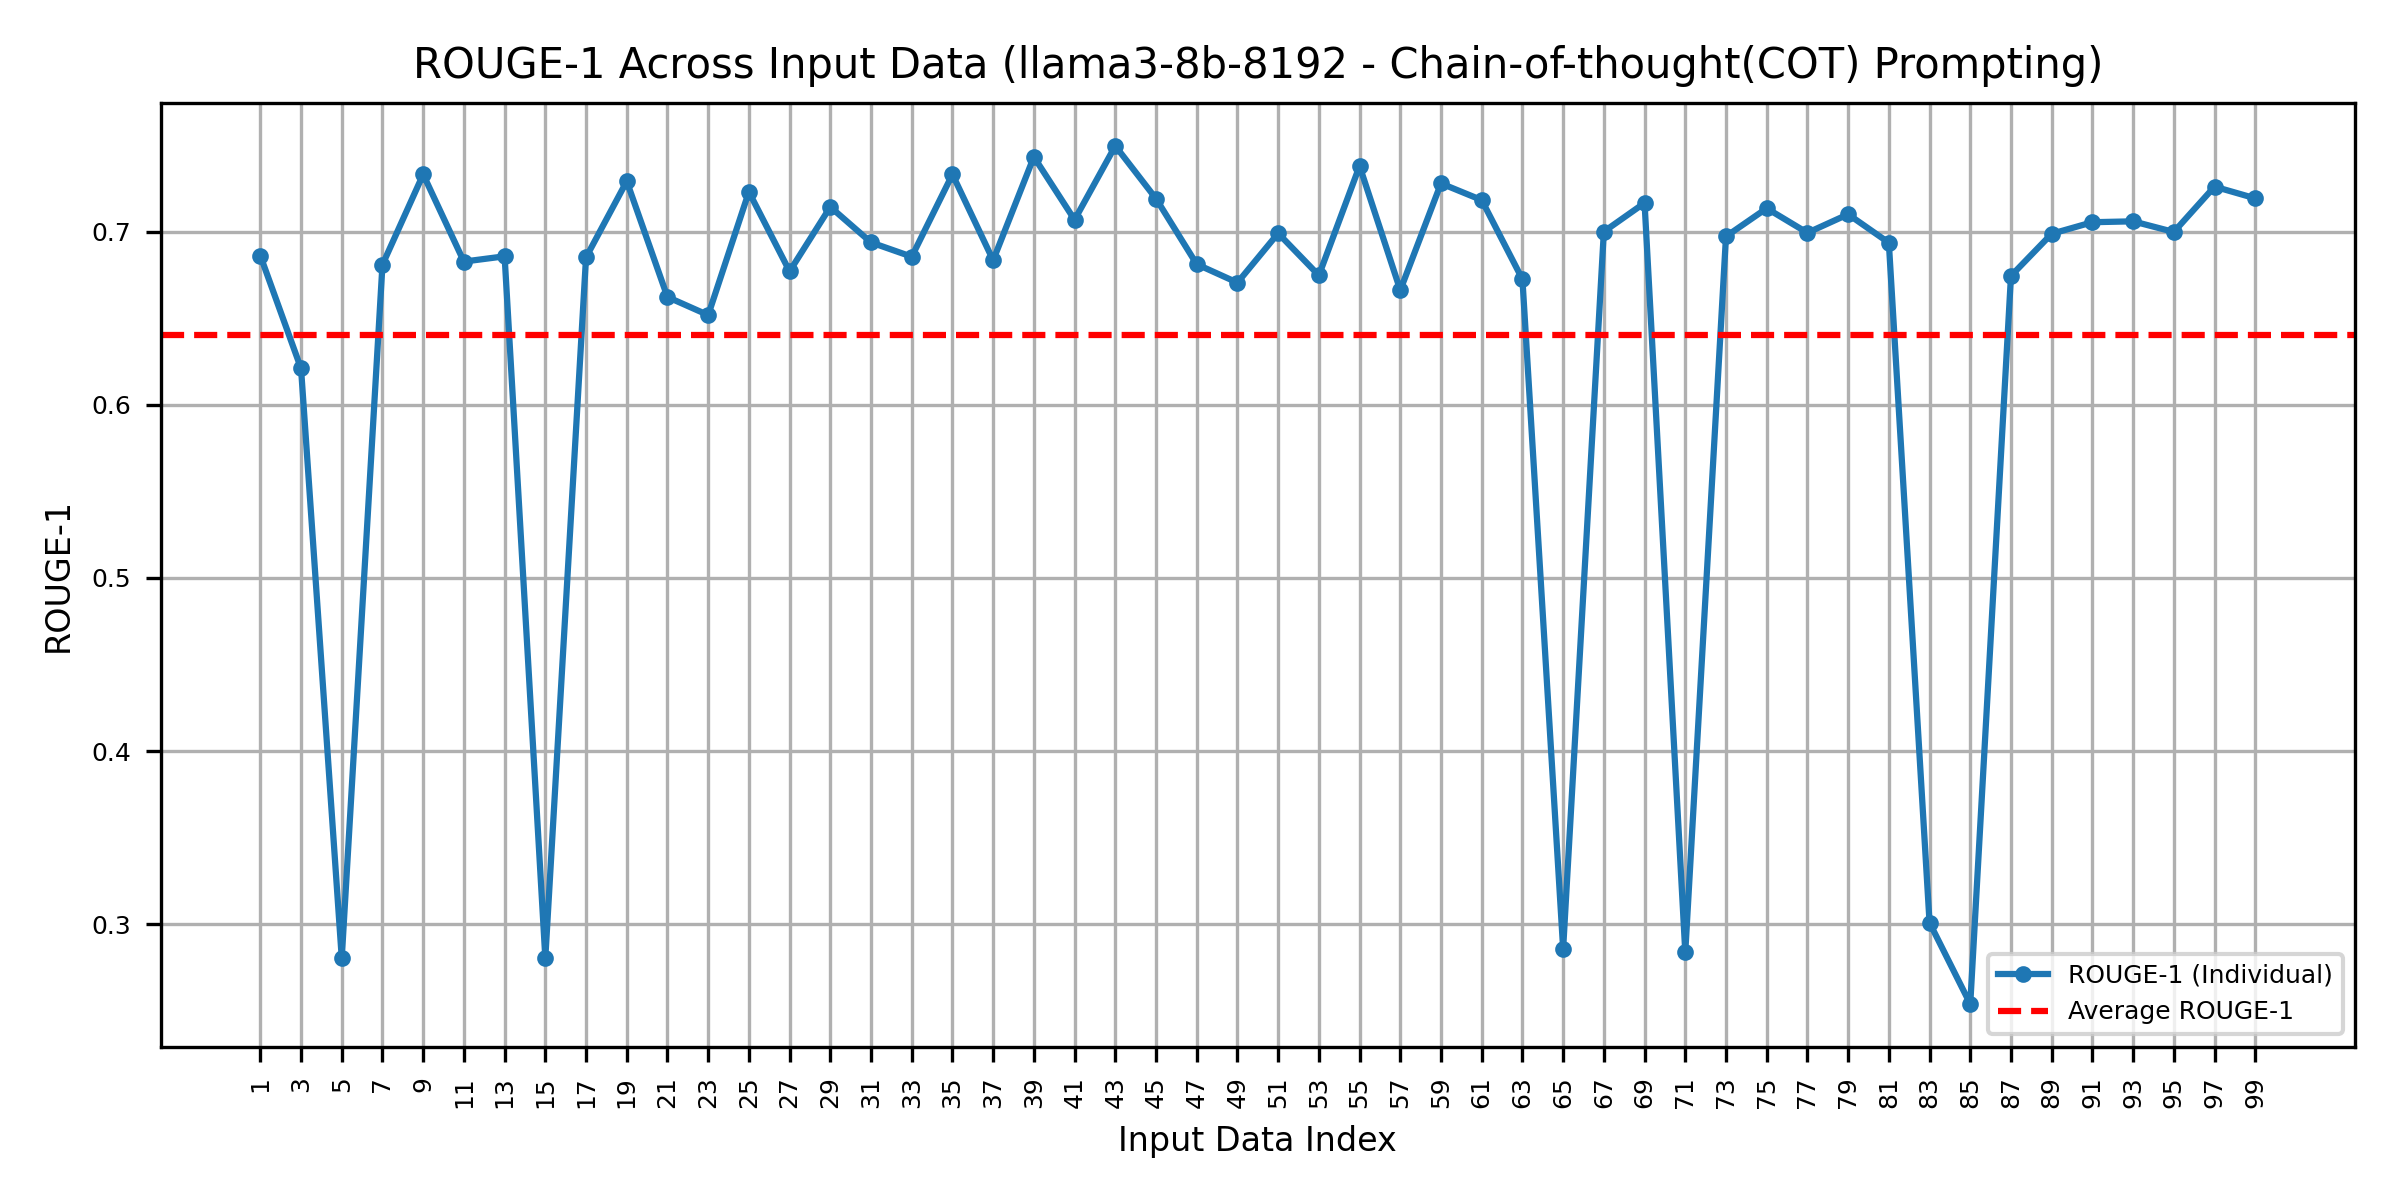 ROUGE-1 Across Input Data (llama3-8b-8192 - Chain-of-thought(COT) Prompting)
ROUGE-1
0.7
0.6
0.5
0.4
0.3
ROUGE-1 (Individual)
Average ROUGE-1
1 3 5 7 9 11 13 15 17 19 21 23 25 27 29 31 33 35 37 39 41 43 45 47 49 51 53 55 57 59 61 63 65 67 69 71 73 75 77 79 81 83 85 87 89 91 93 95 97 99
Input Data Index